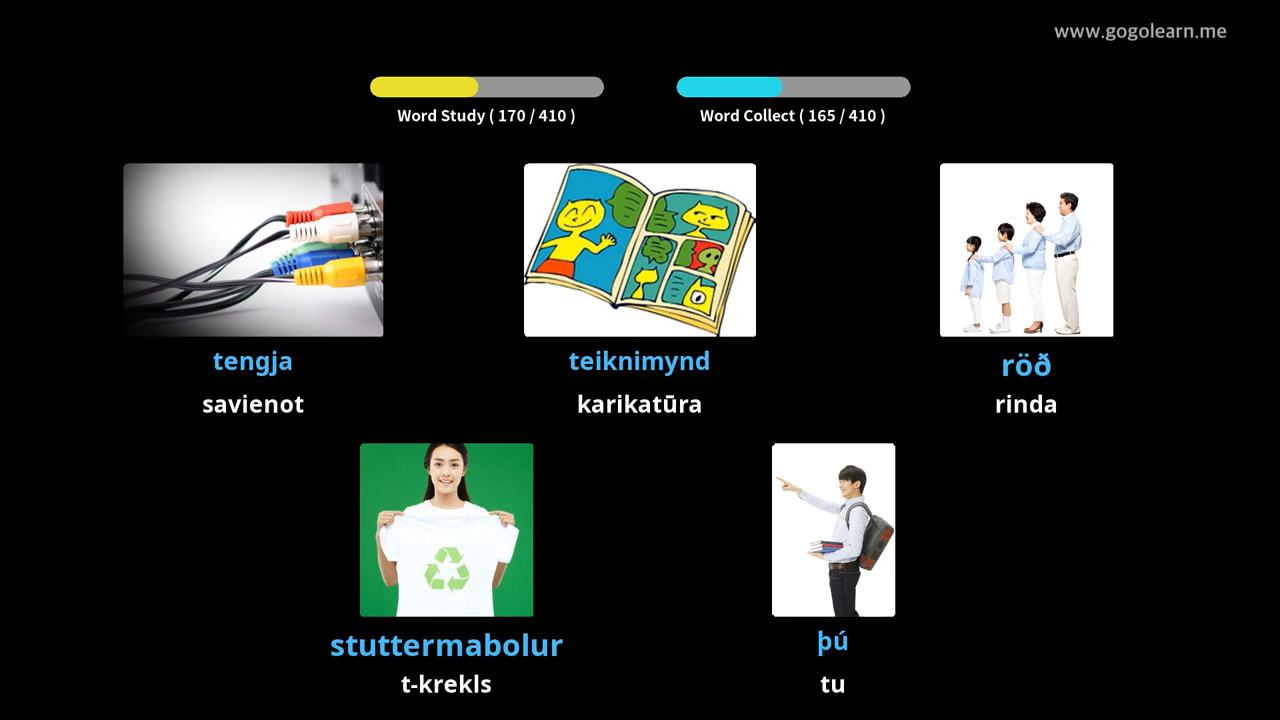 www.gogolearn.me
Word Study ( 170 / 410 )
Word Collect ( 165 / 410 )
tengja
savienot
teiknimynd
karikatūra
röð
rinda
stuttermabolur
t-krekls
þú
tu